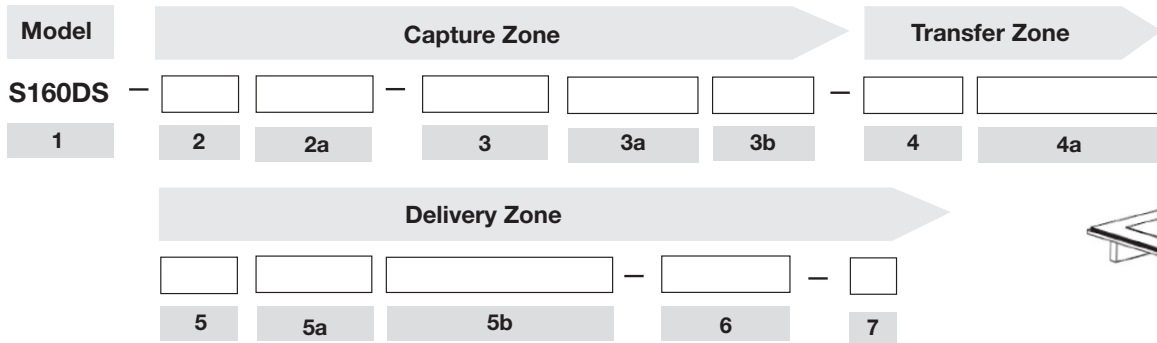 Model Capture Zone Transfer Zone
S160DS – – –
1 2 2a 3 3a 3b 4 4a
Delivery Zone
– –
5 5a 5b 6 7